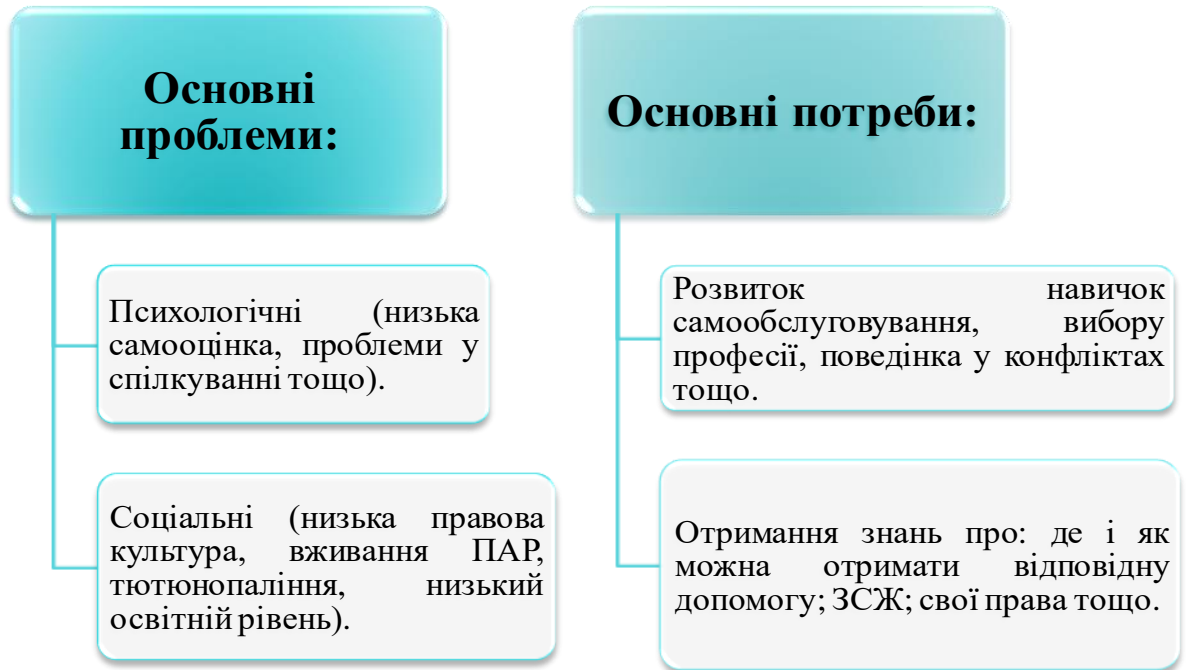 Основні
проблеми:
Психологічні (низька
самооцінка, проблеми у
спілкуванні тощо).
Соціальні (низька правова
культура, вживання ПАР,
тютюнопаління, низький
освітній рівень).
Основні потреби:
Розвиток навичок
самообслуговування, вибору
професії, поведінка у конфліктах
тощо.
Отримання знань про: де і як
можна отримати відповідну
допомогу; ЗСЖ; свої права тощо.